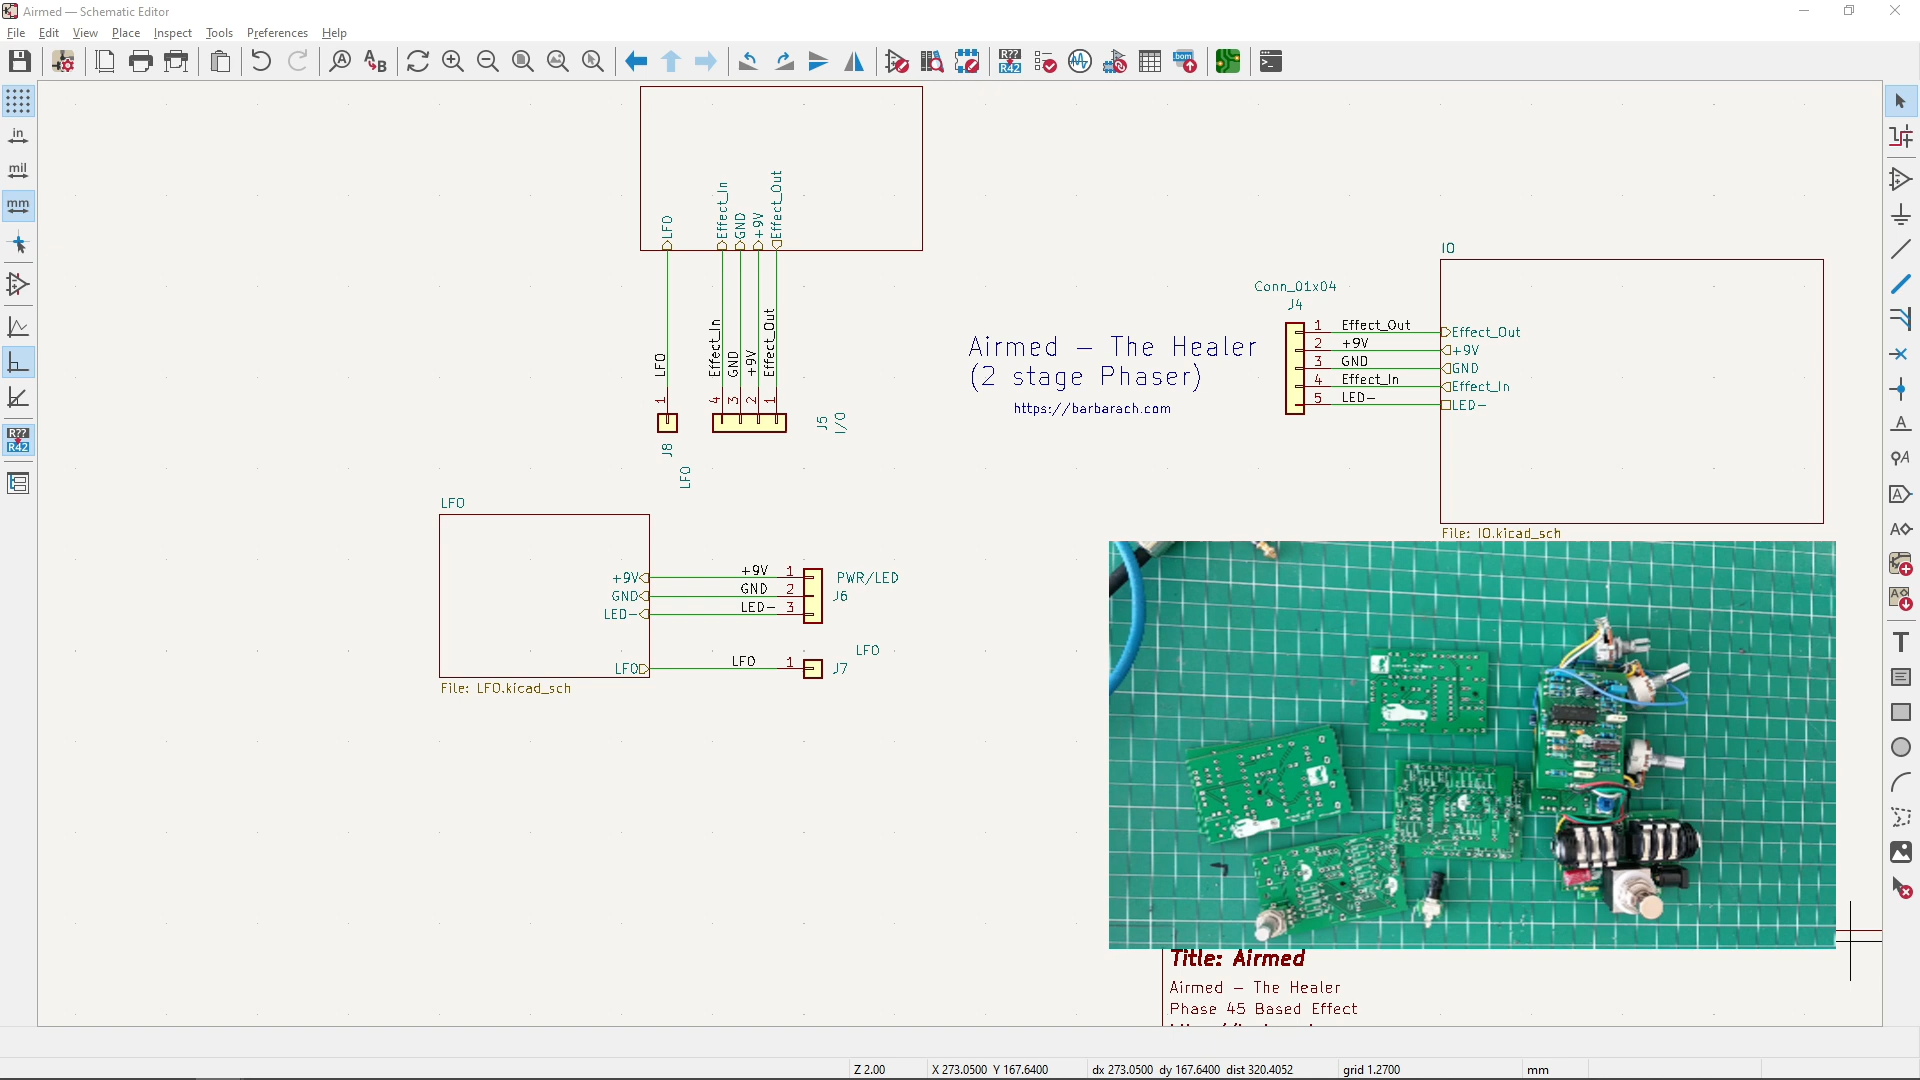 Airmed — Schematic Editor
File Edit View Place Inspect Tools Preferences Help
A
A B
R??
R42
bom
in
mil
mm
R??
R42
LFO
Effect_In
GND
+9V
Effect_Out
LFO
Effect_In
GND
+9V
Effect_Out
1
4
3
2
1
J8
LFO
J5
I/O
Airmed – The Healer
(2 stage Phaser)
https://barbarach.com
Conn_01x04
J4
1 Effect_Out
2 +9V
3 GND
4 Effect_In
5 LED-
IO
Effect_Out
+9V
GND
Effect_In
LED-
File: IO.kicad_sch
LFO
+9V
GND
LED-
LFO
File: LFO.kicad_sch
+9V 1
GND 2
LED- 3
PWR/LED
J6
LFO
LFO 1
J7
Title: Airmed
Airmed – The Healer
Phase 45 Based Effect
Z 2.00
X 273.0500 Y 167.6400
dx 273.0500 dy 167.6400 dist 320.4052
grid 1.2700
mm